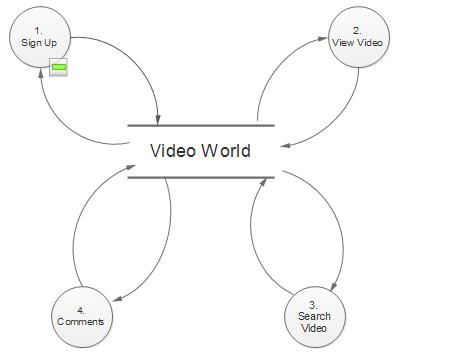 1.
Sign Up
2.
View Video
Video World
4.
Comments
3.
Search
Video